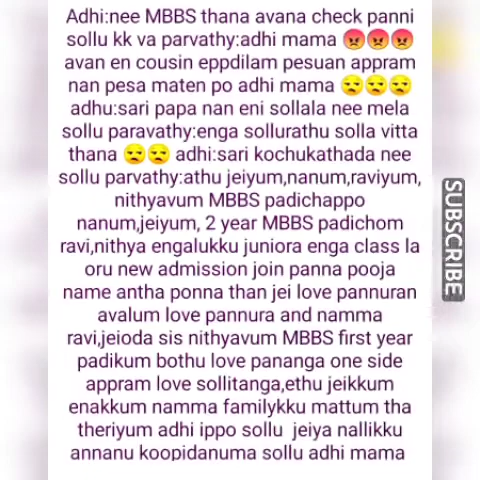 Adhi:nee MBBS thana avana check panni
sollu kk va parvathy:adhi mama 😡😡😡
avan en cousin eppdilam pesuan appram
nan pesa maten po adhi mama 😒😒😒
adhu:sari papa nan eni sollala nee mela
sollu paravathy:enga sollurathu solla vitta
thana 😒😒 adhi:sari kochukathada nee
sollu parvathy:athu jeiyum,nanum,raviyum,
nithyavum MBBS padichappo
nanum,jeiyum, 2 year MBBS padichom
ravi,nithya engalukku juniora enga class la
oru new admission join panna pooja
name antha ponna than jei love pannuran
avalum love pannura and namma
ravi,jeioda sis nithyavum MBBS first year
padikum bothu love pananga one side
appram love sollitanga,ethu jeikkum
enakkum namma familykku mattum tha
theriyum adhi ippo sollu  jeiya nallikku
annanu koopidanuma sollu adhi mama
SUBSCRIBE